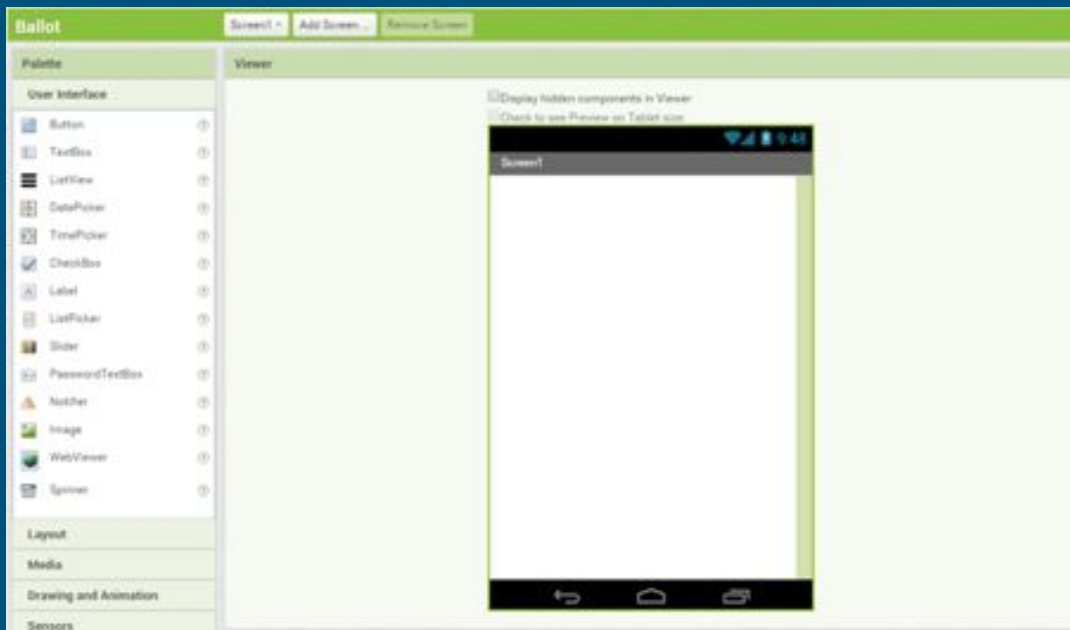 Ballot
Screen1
Add Screen...
Remove Screen
Palette
Viewer
User Interface
Button
TextBox
ListView
DatePicker
TimePicker
CheckBox
Label
ListPicker
Slider
PasswordTextBox
Notifier
Image
WebViewer
Spinner
Layout
Media
Drawing and Animation
Sensors
Display hidden components in Viewer
Check to see Preview on Tablet size.
9:48
Screen1